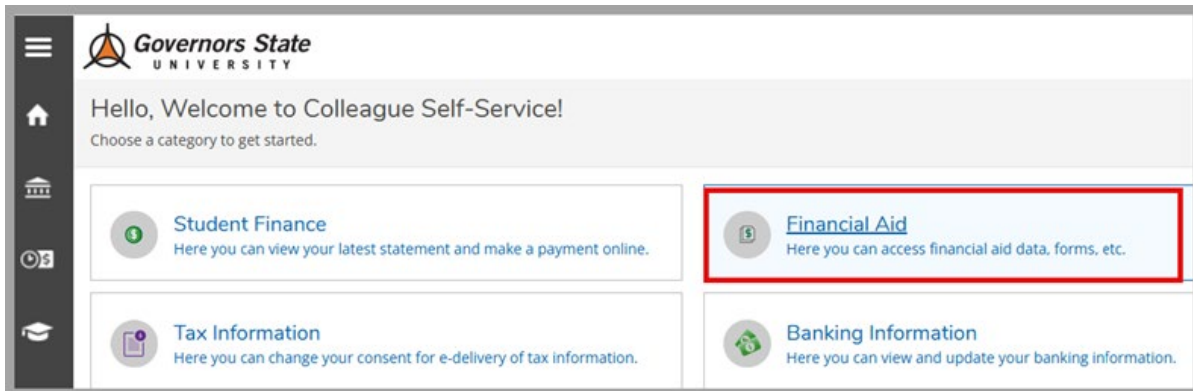 Governors State
UNIVERSITY
Hello, Welcome to Colleague Self-Service!
Choose a category to get started.
Student Finance
Here you can view your latest statement and make a payment online.
Financial Aid
Here you can access financial aid data, forms, etc.
Tax Information
Here you can change your consent for e-delivery of tax information.
Banking Information
Here you can view and update your banking information.